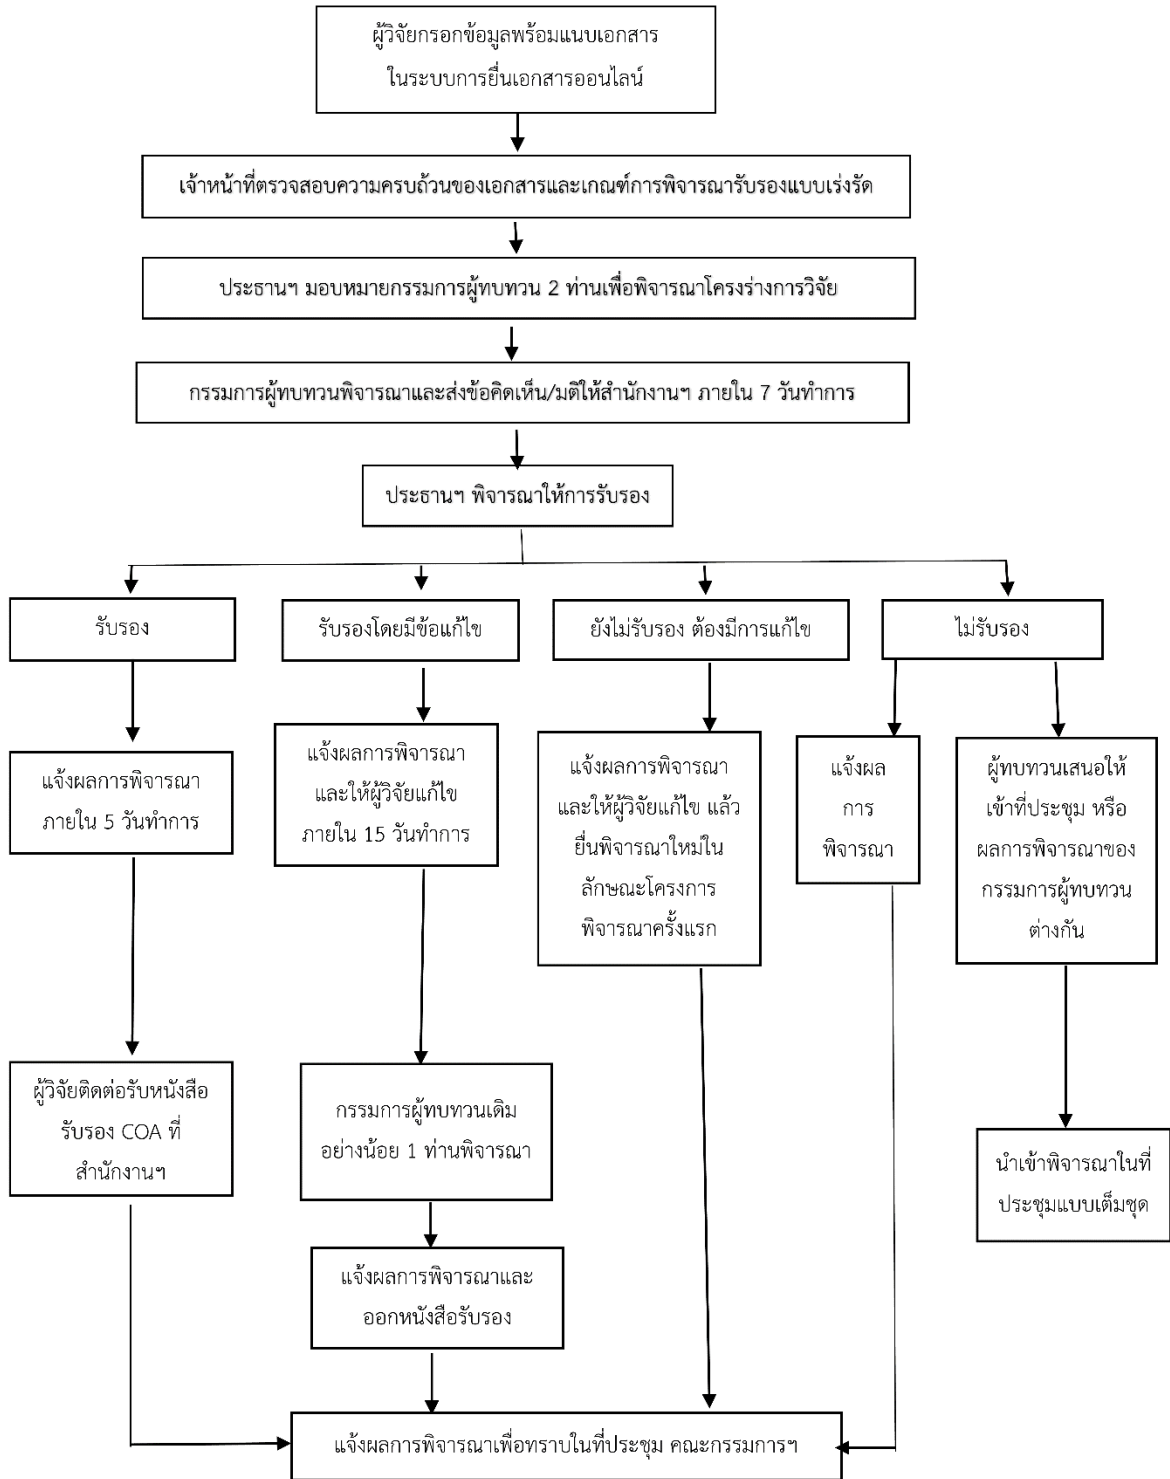 ผู้วิจัยกรอกข้อมูลพร้อมแนบเอกสาร
ในระบบการยื่นเอกสารออนไลน์
เจ้าหน้าที่ตรวจสอบความครบถ้วนของเอกสารและเกณฑ์การพิจารณารับรองแบบเร่งรัด
ประธานฯ มอบหมายกรรมการผู้ทบทวน 2 ท่านเพื่อพิจารณาโครงร่างการวิจัย
กรรมการผู้ทบทวนพิจารณาและส่งข้อคิดเห็น/มติให้สำนักงานฯ ภายใน 7 วันทำการ
ประธานฯ พิจารณาให้การรับรอง
รับรอง
รับรองโดยมีข้อแก้ไข
ยังไม่รับรอง ต้องมีการแก้ไข
ไม่รับรอง
แจ้งผลการพิจารณา
ภายใน 5 วันทำการ
แจ้งผลการพิจารณา
และให้ผู้วิจัยแก้ไข
ภายใน 15 วันทำการ
แจ้งผลการพิจารณา
และให้ผู้วิจัยแก้ไข แล้ว
ยื่นพิจารณาใหม่ใน
ลักษณะโครงการ
พิจารณาครั้งแรก
แจ้งผล
การ
พิจารณา
ผู้ทบทวนเสนอให้
เข้าที่ประชุม หรือ
ผลการพิจารณาของ
กรรมการผู้ทบทวน
ต่างกัน
ผู้วิจัยติดต่อรับหนังสือ
รับรอง COA ที่
สำนักงานฯ
กรรมการผู้ทบทวนเดิม
อย่างน้อย 1 ท่านพิจารณา
นำเข้าพิจารณาในที่
ประชุมแบบเต็มชุด
แจ้งผลการพิจารณาและ
ออกหนังสือรับรอง
แจ้งผลการพิจารณาเพื่อทราบในที่ประชุม คณะกรรมการฯ